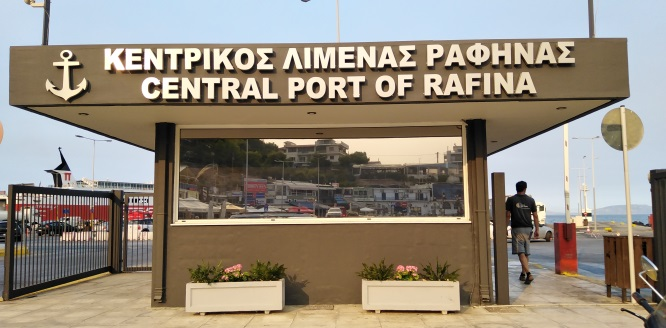 ΚΕΝΤΡΙΚΟΣ ΛΙΜΕΝΑΣ ΡΑΦΗΝΑΣ
CENTRAL PORT OF RAFINA